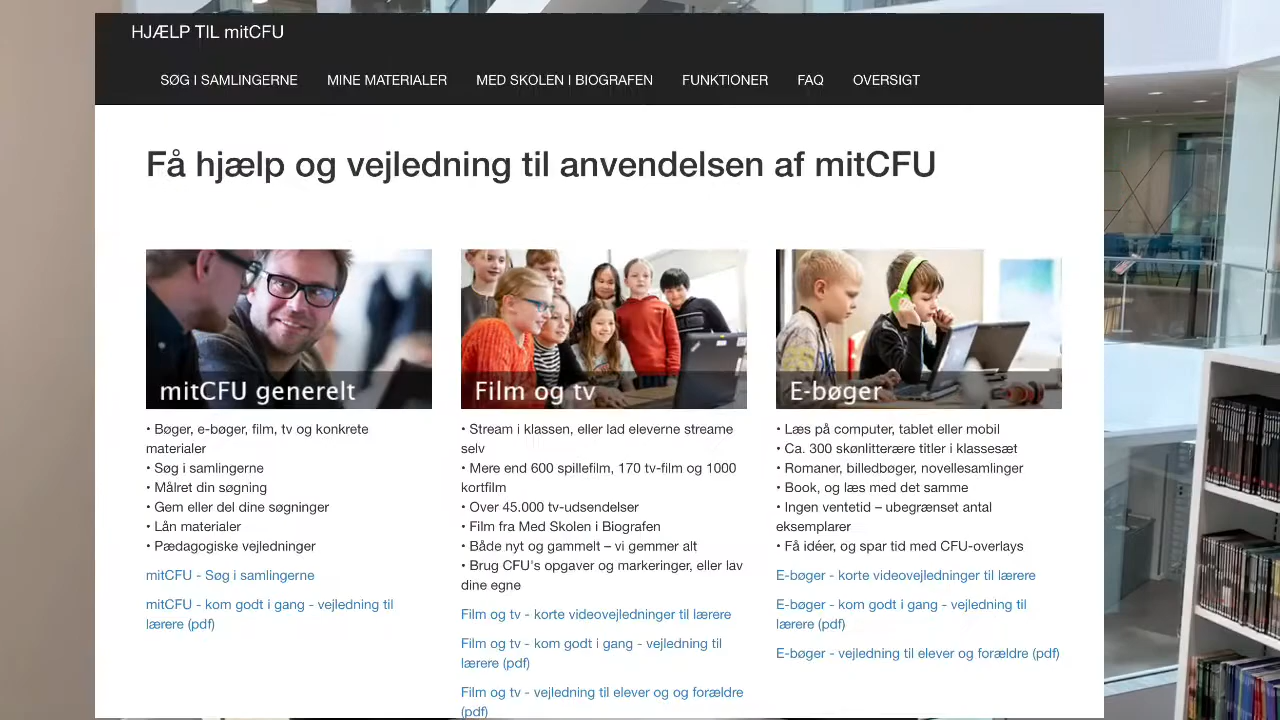 HJÆLP TIL mitCFU
SØG I SAMLINGERNE MINE MATERIALER MED SKOLEN I BIOGRAFEN FUNKTIONER FAQ OVERSIGT
Få hjælp og vejledning til anvendelsen af mitCFU
mitCFU generelt
• Bøger, e-bøger, film, tv og konkrete
materialer
• Søg i samlingerne
• Målret din søgning
• Gem eller del dine søgninger
• Lån materialer
• Pædagogiske vejledninger
mitCFU - Søg i samlingerne
mitCFU - kom godt i gang - vejledning til
lærere (pdf)
Film og tv
• Stream i klassen, eller lad eleverne streame
selv
• Mere end 600 spillefilm, 170 tv-film og 1000
kortfilm
• Over 45.000 tv-udsendelser
• Film fra Med Skolen i Biografen
• Både nyt og gammelt – vi gemmer alt
• Brug CFU's opgaver og markeringer, eller lav
dine egne
Film og tv - korte videovejledninger til lærere
Film og tv - kom godt i gang - vejledning til
lærere (pdf)
Film og tv - vejledning til elever og og forældre
(pdf)
E-bøger
• Læs på computer, tablet eller mobil
• Ca. 300 skønlitterære titler i klassesæt
• Romaner, billedbøger, novellesamlinger
• Book, og læs med det samme
• Ingen ventetid – ubegrænset antal
eksemplarer
• Få idéer, og spar tid med CFU-overlays
E-bøger - korte videovejledninger til lærere
E-bøger - kom godt i gang - vejledning til
lærere (pdf)
E-bøger - vejledning til elever og forældre (pdf)